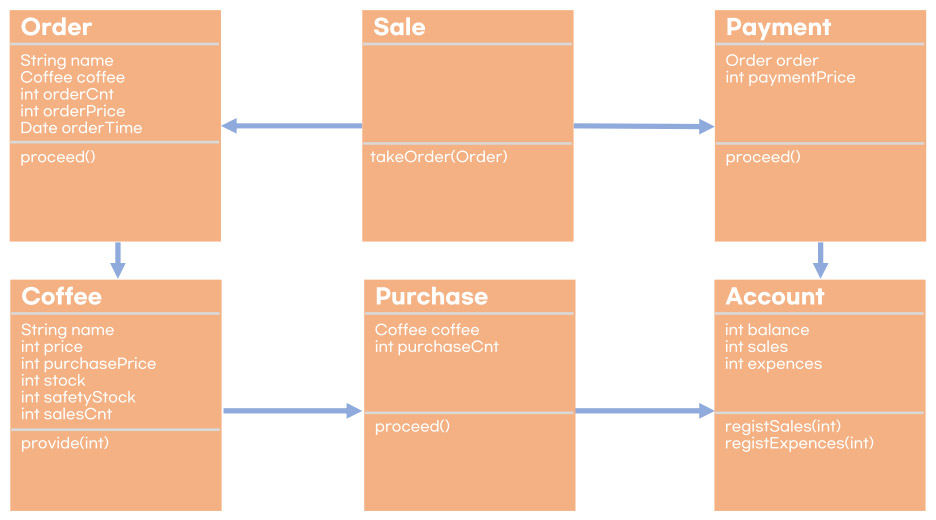 Order
String name
Coffee coffee
int orderCnt
int orderPrice
Date orderTime
proceed()
Sale
takeOrder(Order)
Payment
Order order
int paymentPrice
proceed()
Coffee
String name
int price
int purchasePrice
int stock
int safetyStock
int salesCnt
provide(int)
Purchase
Coffee coffee
int purchaseCnt
proceed()
Account
int balance
int sales
int expences
registSales(int)
registExpences(int)